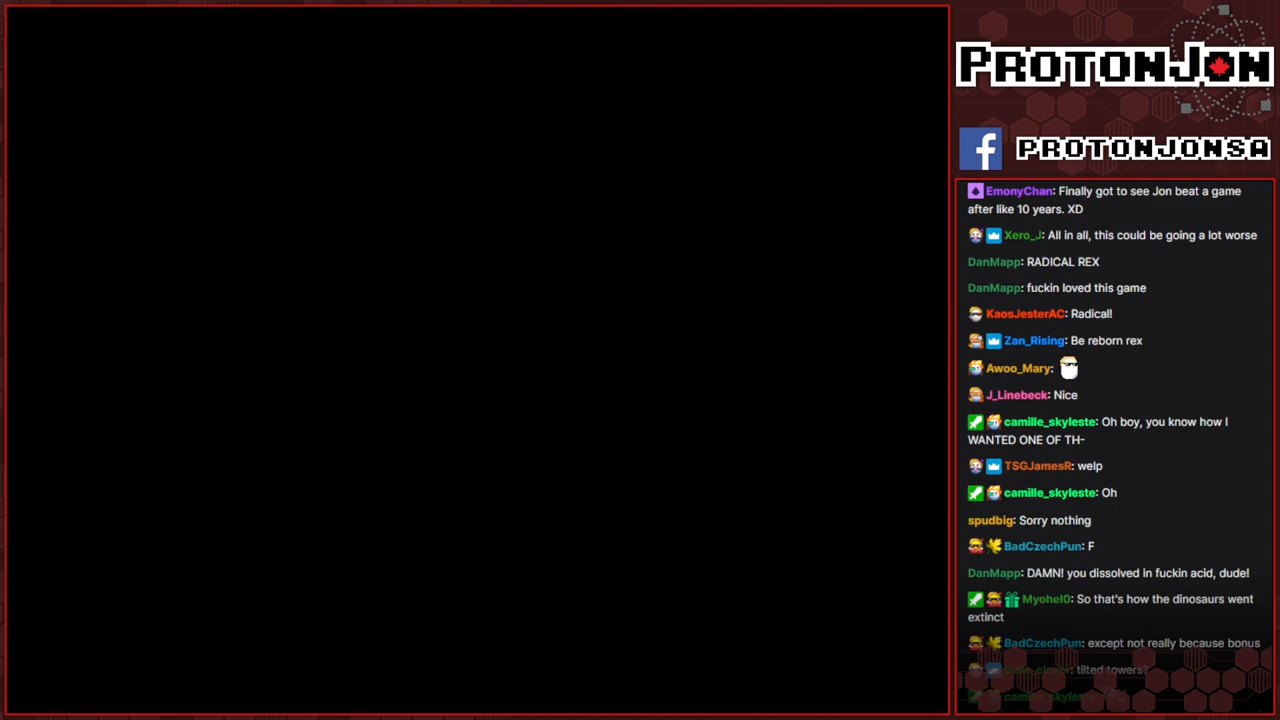 PROTONJON
PROTONJONSA
EmonyChan: Finally got to see Jon beat a game
after like 10 years. XD
Xero_J: All in all, this could be going a lot worse
DanMapp: RADICAL REX
DanMapp: fuckin loved this game
KaosJesterAC: Radical!
Zan_Rising: Be reborn rex
Awoo_Mary:
J_Linebeck: Nice
camille_skyleste: Oh boy, you know how I
WANTED ONE OF TH-
TSGJamesR: welp
camille_skyleste: Oh
spudbig: Sorry nothing
BadCzechPun: F
DanMapp: DAMN! you dissolved in fuckin acid, dude!
Myohel0: So that's how the dinosaurs went
extinct
BadCzechPun: except not really because bonus
tilted towers?